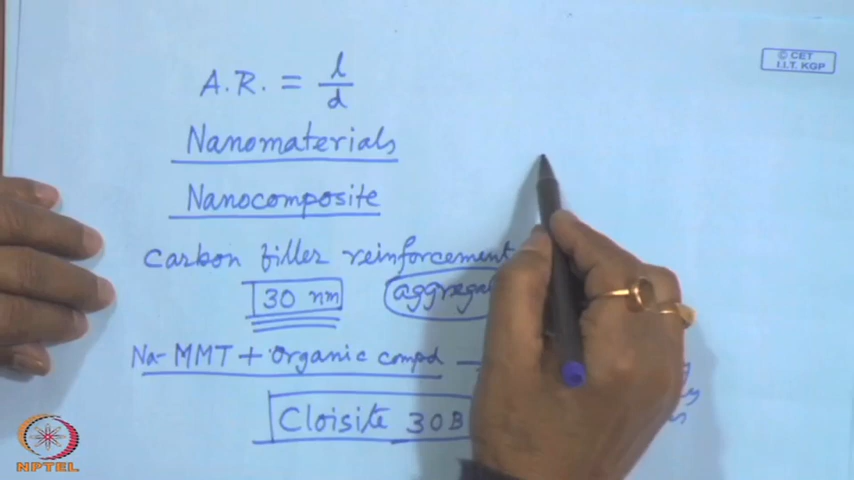 A.R. = l/d
© CET
I.I.T. KGP
Nanomaterials
Nanocomposite
Carbon filler reinforcement
30 nm
Na-MMT + Organic compd —
Cloisite 30B
NPTEL